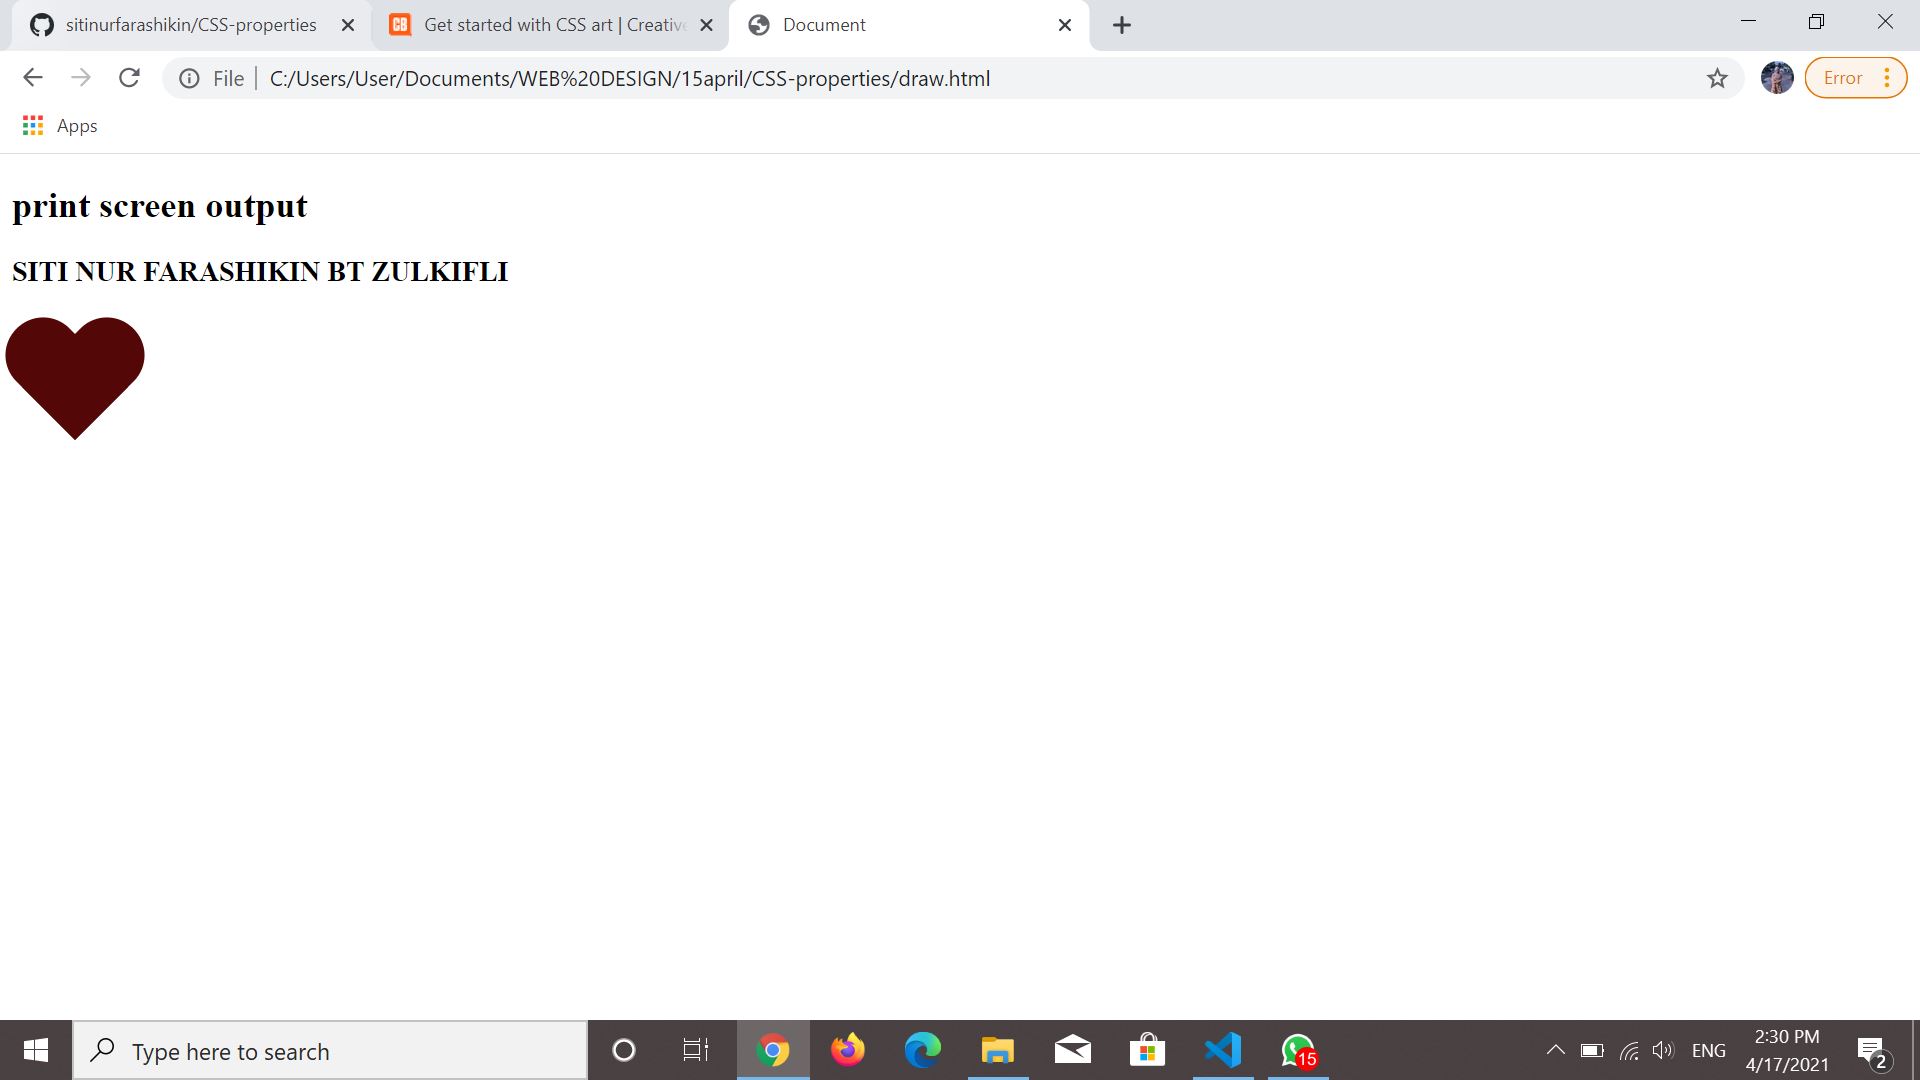 sitinurfarashikin/CSS-properties
Get started with CSS art | Creative
Document
File
C:/Users/User/Documents/WEB%20DESIGN/15april/CSS-properties/draw.html
Error
Apps
print screen output
SITI NUR FARASHIKIN BT ZULKIFLI
Type here to search
15
ENG
2:30 PM
4/17/2021
2